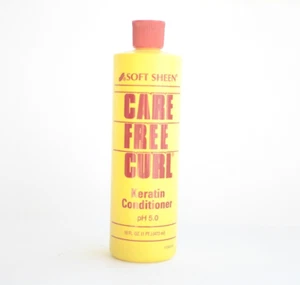 SOFT SHEEN
CARE
FREE
CURL
Keratin
Conditioner
pH 5.0